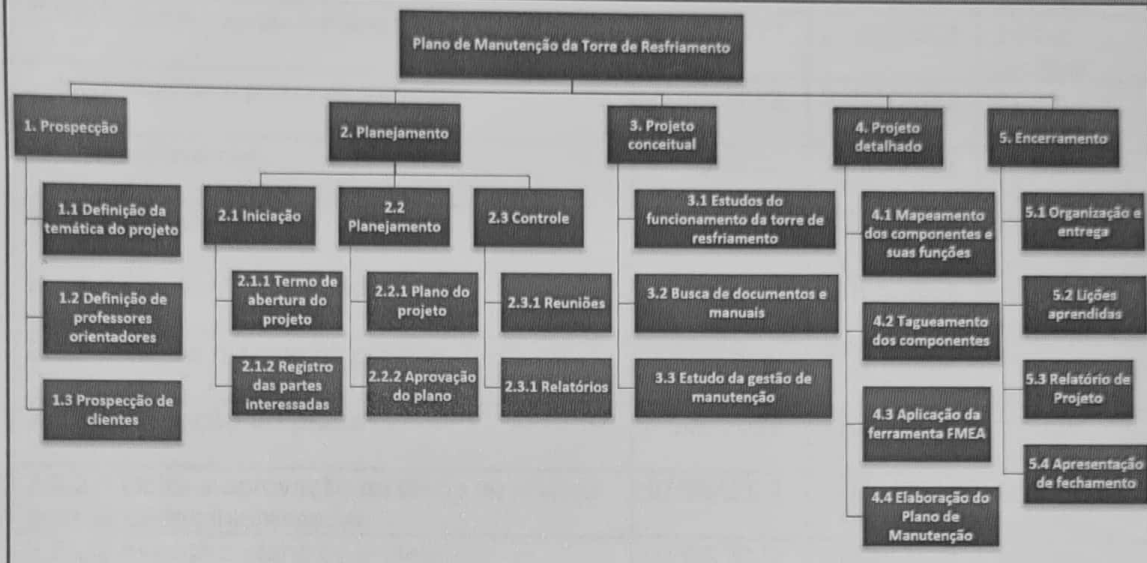 Plano de Manutenção da Torre de Resfriamento
1. Prospecção
2. Planejamento
3. Projeto
conceitual
4. Projeto
detalhado
5. Encerramento
1.1 Definição da
temática do projeto
1.2 Definição de
professores
orientadores
1.3 Prospecção de
clientes
2.1 Iniciação
2.1.1 Termo de
abertura do
projeto
2.1.2 Registro
das partes
interessadas
2.2
Planejamento
2.2.1 Plano do
projeto
2.2.2 Aprovação
do plano
2.3 Controle
2.3.1 Reuniões
2.3.1 Relatórios
3.1 Estudos do
funcionamento da torre de
resfriamento
3.2 Busca de documentos e
manuais
3.3 Estudo da gestão de
manutenção
4.1 Mapeamento
dos componentes e
suas funções
4.2 Tagueamento
dos componentes
4.3 Aplicação da
ferramenta FMEA
4.4 Elaboração do
Plano de
Manutenção
5.1 Organização e
entrega
5.2 Lições
aprendidas
5.3 Relatório de
Projeto
5.4 Apresentação
de fechamento